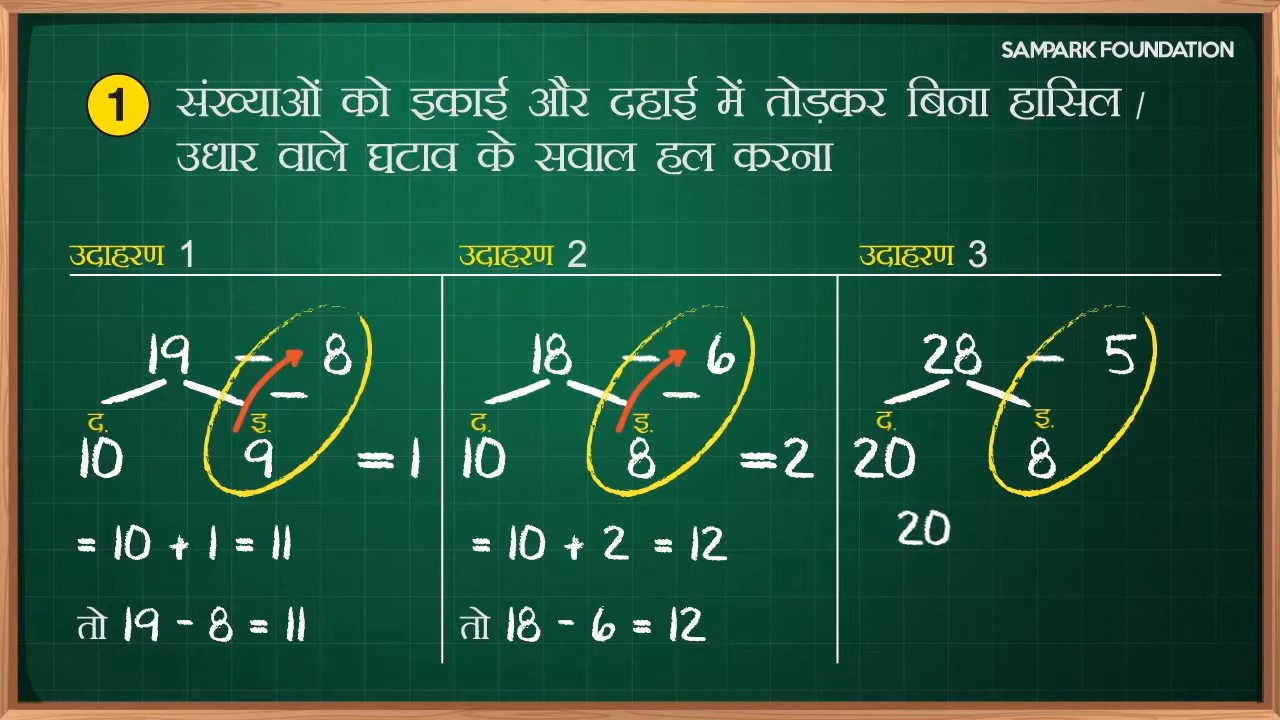 SAMPARK FOUNDATION
1 संख्याओं को इकाई और दहाई में तोड़कर बिना हासिल /
उधार वाले घटाव के सवाल हल करना
उदाहरण 1
19 – 8
–
द. इ.
10 9 = 1
= 10 + 1 = 11
तो 19 - 8 = 11
उदाहरण 2
18 – 6
–
द. इ.
10 8 = 2
= 10 + 2 = 12
तो 18 - 6 = 12
उदाहरण 3
28 – 5
द. इ.
20 8
20